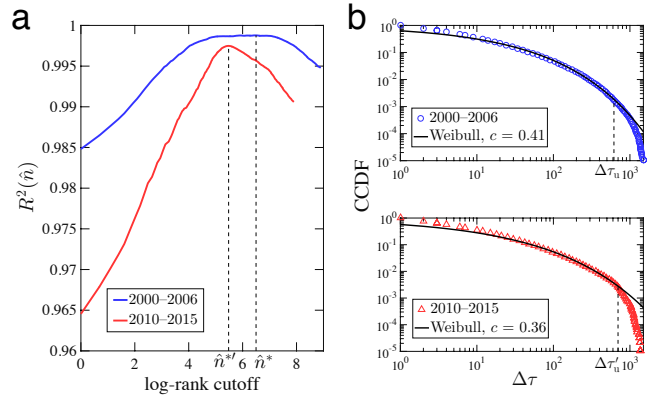 a
R²(n̂)
1
0.995
0.99
0.985
0.98
0.975
0.97
0.965
0.96
2000–2006
2010–2015
0 2 4 n̂*′ 6 n̂* 8
log-rank cutoff
b
CCDF
10⁰
10⁻¹
10⁻²
10⁻³
10⁻⁴
10⁻⁵
2000–2006
Weibull, c = 0.41
10⁰ 10¹ 10² Δτᵤ 10³
10⁰
10⁻¹
10⁻²
10⁻³
10⁻⁴
10⁻⁵
2010–2015
Weibull, c = 0.36
10⁰ 10¹ 10² Δτ′ᵤ 10³
Δτ